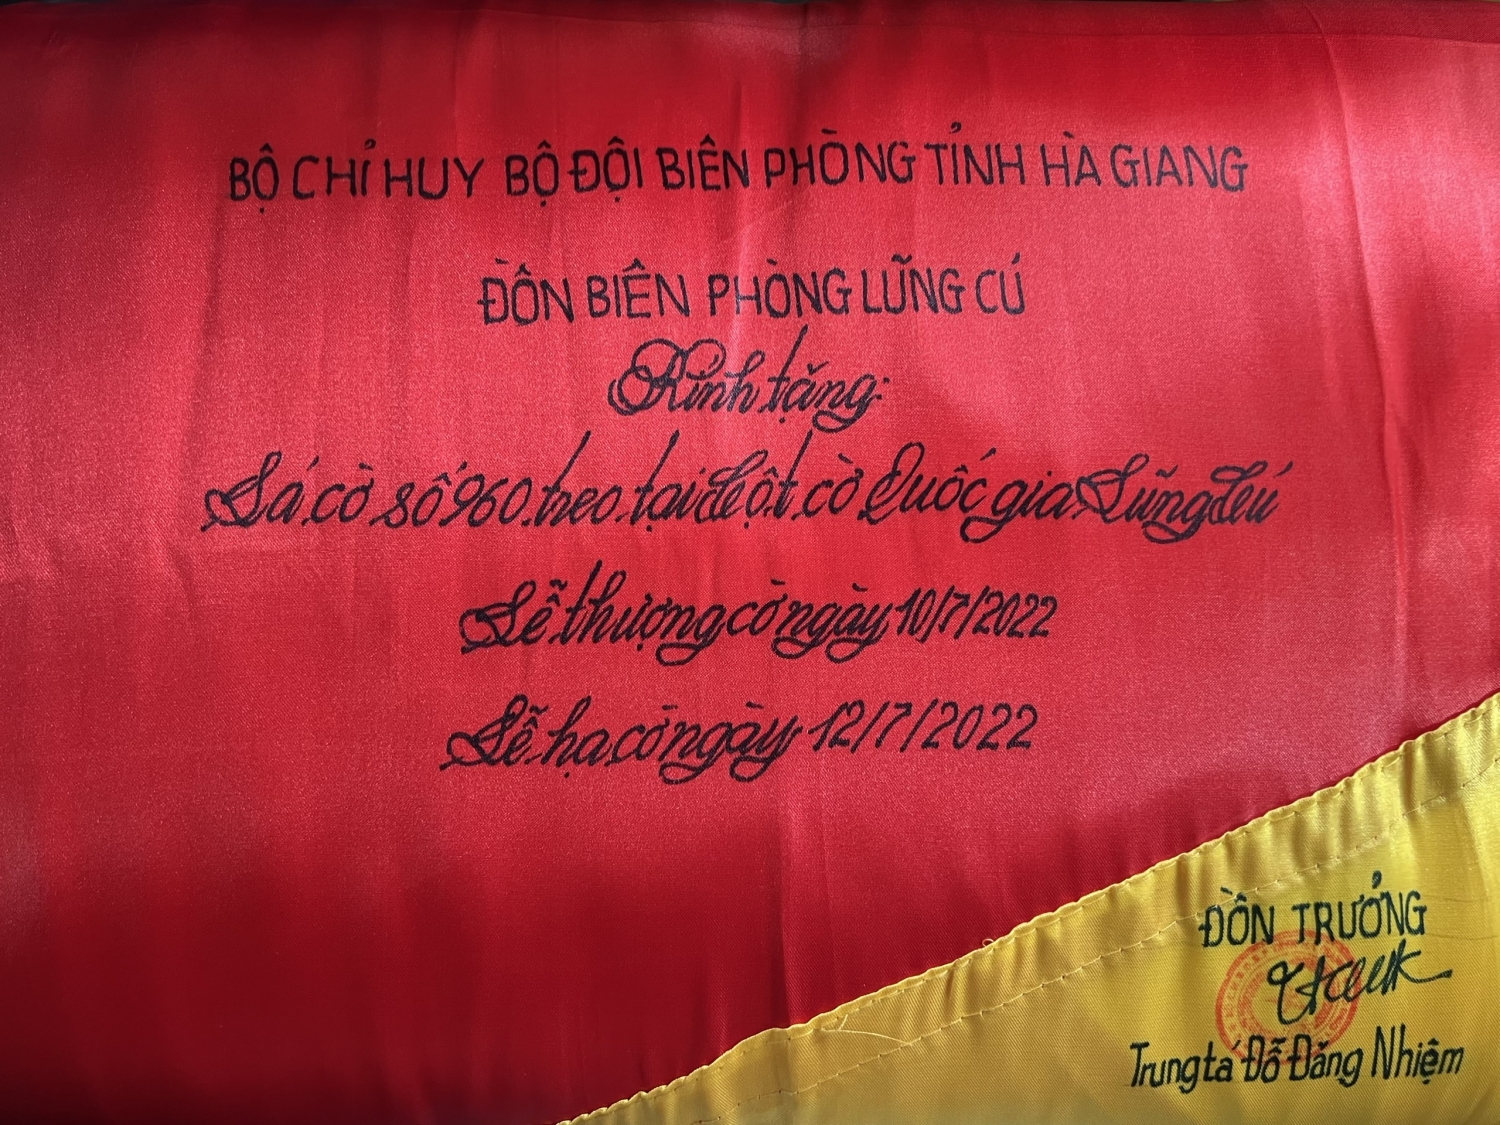 BỘ CHỈ HUY BỘ ĐỘI BIÊN PHÒNG TỈNH HÀ GIANG
ĐỒN BIÊN PHÒNG LŨNG CÚ
Kính tặng:
Lá cờ số 960 treo tại Cột cờ Quốc gia Lũng Cú
Lễ thượng cờ ngày 10/7/2022
Lễ hạ cờ ngày 12/7/2022
ĐỒN TRƯỞNG
Trung tá Đỗ Đăng Nhiệm